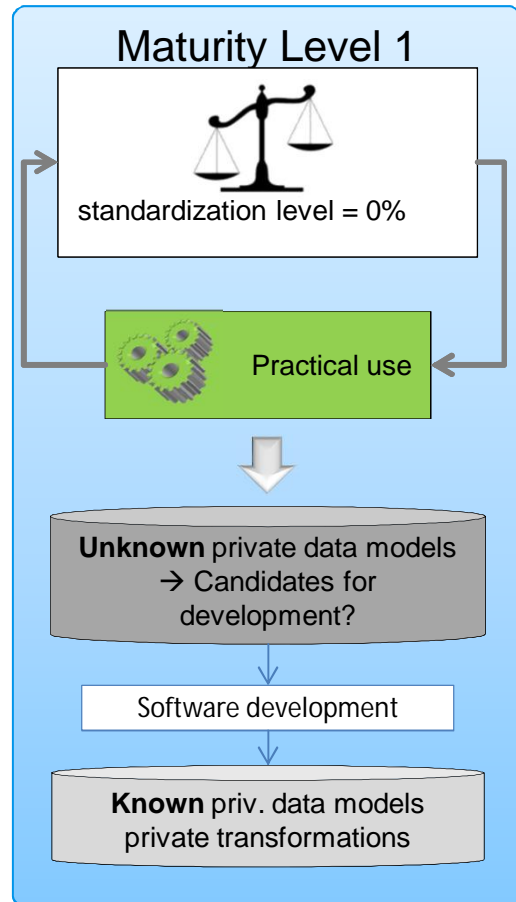 Maturity Level 1
standardization level = 0%
Practical use
Unknown private data models
→ Candidates for
development?
Software development
Known priv. data models
private transformations